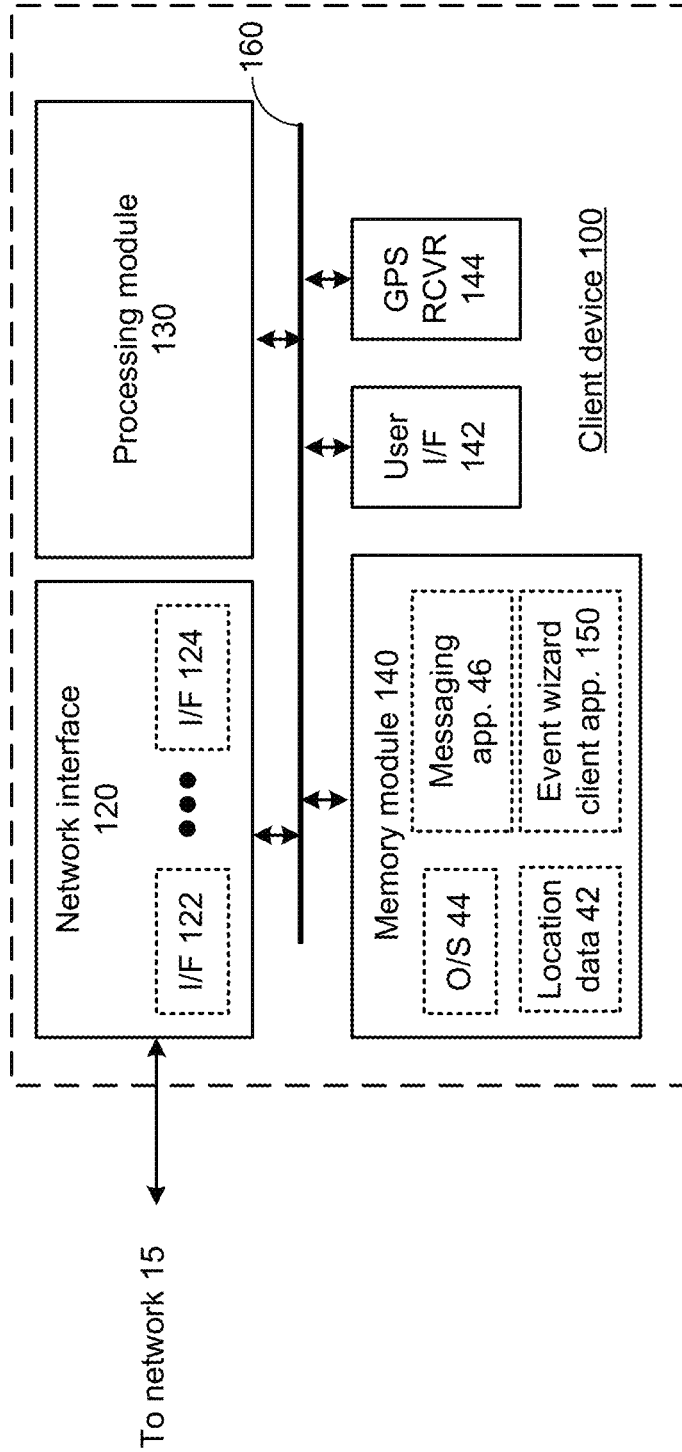 To network 15
Network interface
120
I/F 122
I/F 124
Processing module
130
160
Memory module 140
O/S 44
Messaging
app. 46
Location
data 42
Event wizard
client app. 150
User
I/F
142
GPS
RCVR
144
Client device 100